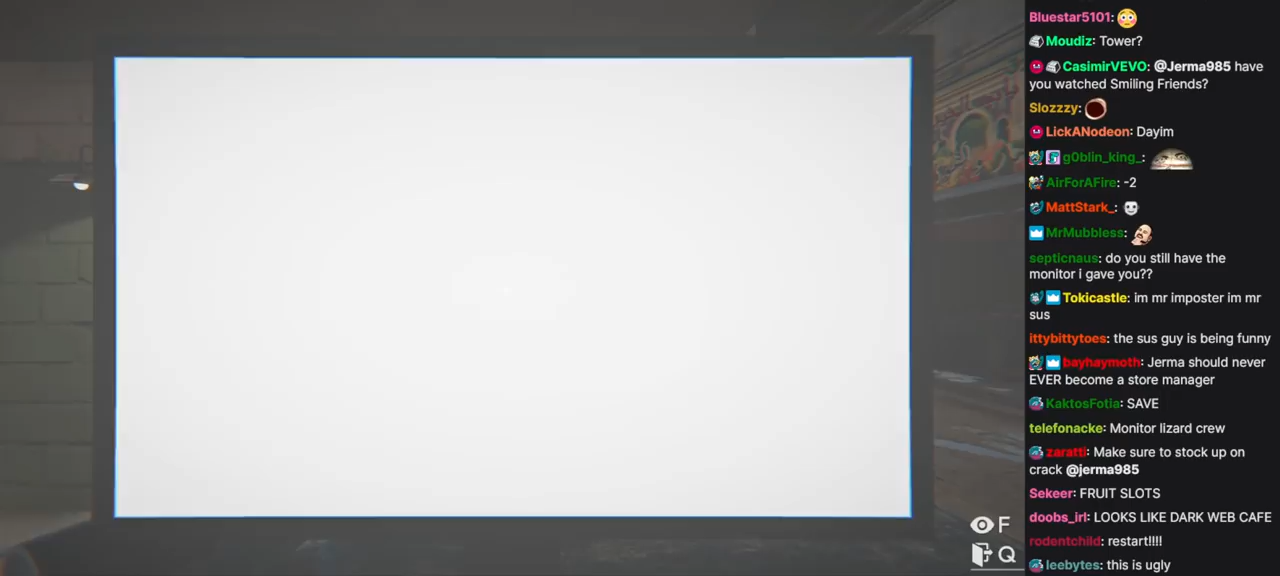 Bluestar5101:
Moudiz: Tower?
CasimirVEVO: @Jerma985 have
you watched Smiling Friends?
Slozzzy:
LickANodeon: Dayim
g0blin_king_:
AirForAFire: -2
MattStark_:
MrMubbless:
septicnaus: do you still have the
monitor i gave you??
Tokicastle: im mr imposter im mr
sus
ittybittytoes: the sus guy is being funny
bayhaymoth: Jerma should never
EVER become a store manager
KaktosFotia: SAVE
telefonacke: Monitor lizard crew
zaratti: Make sure to stock up on
crack @jerma985
Sekeer: FRUIT SLOTS
doobs_irl: LOOKS LIKE DARK WEB CAFE
rodentchild: restart!!!!
leebytes: this is ugly
F
Q